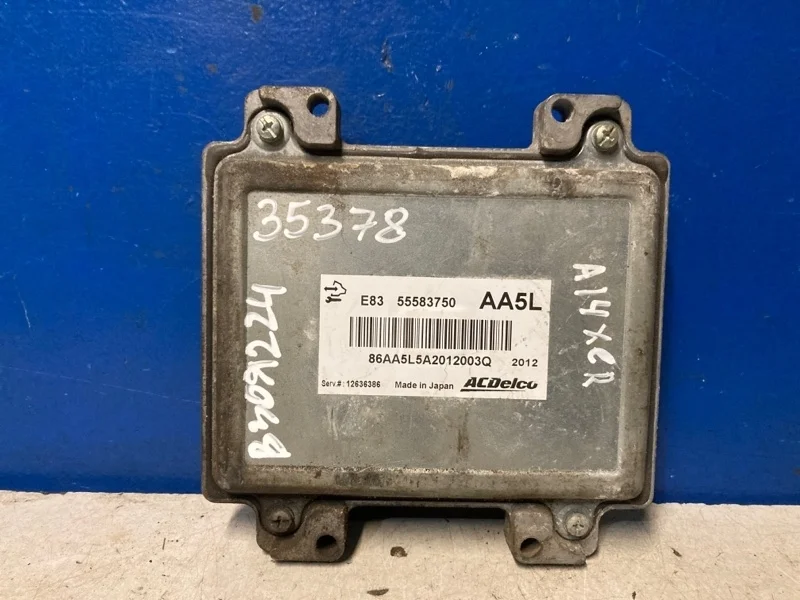 35378
E83 55583750 AA5L
86AA5L5A2012003Q 2012
Serv.#: 12636386 Made in Japan ACDelco
A14XER